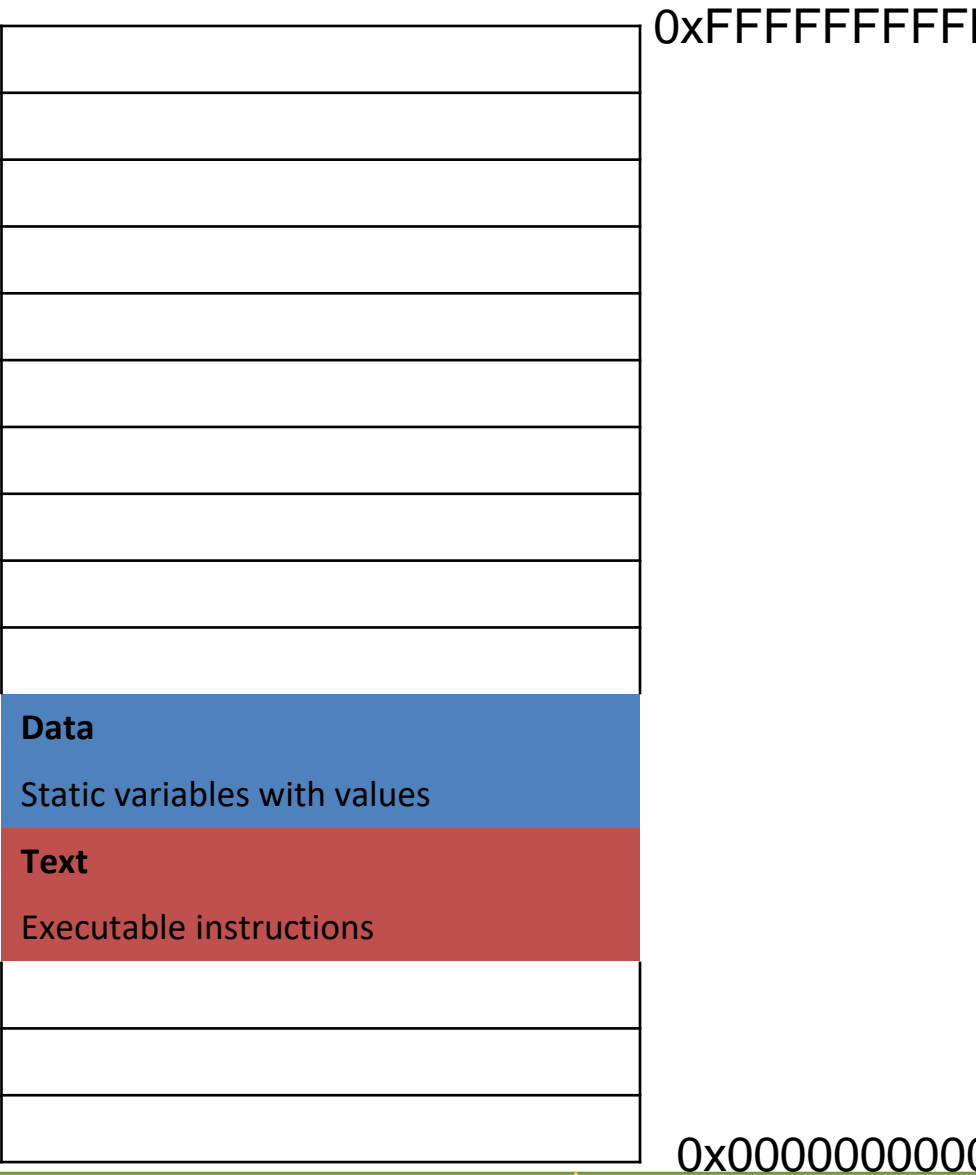 0xFFFFFFFFF
Data
Static variables with values
Text
Executable instructions
0x000000000